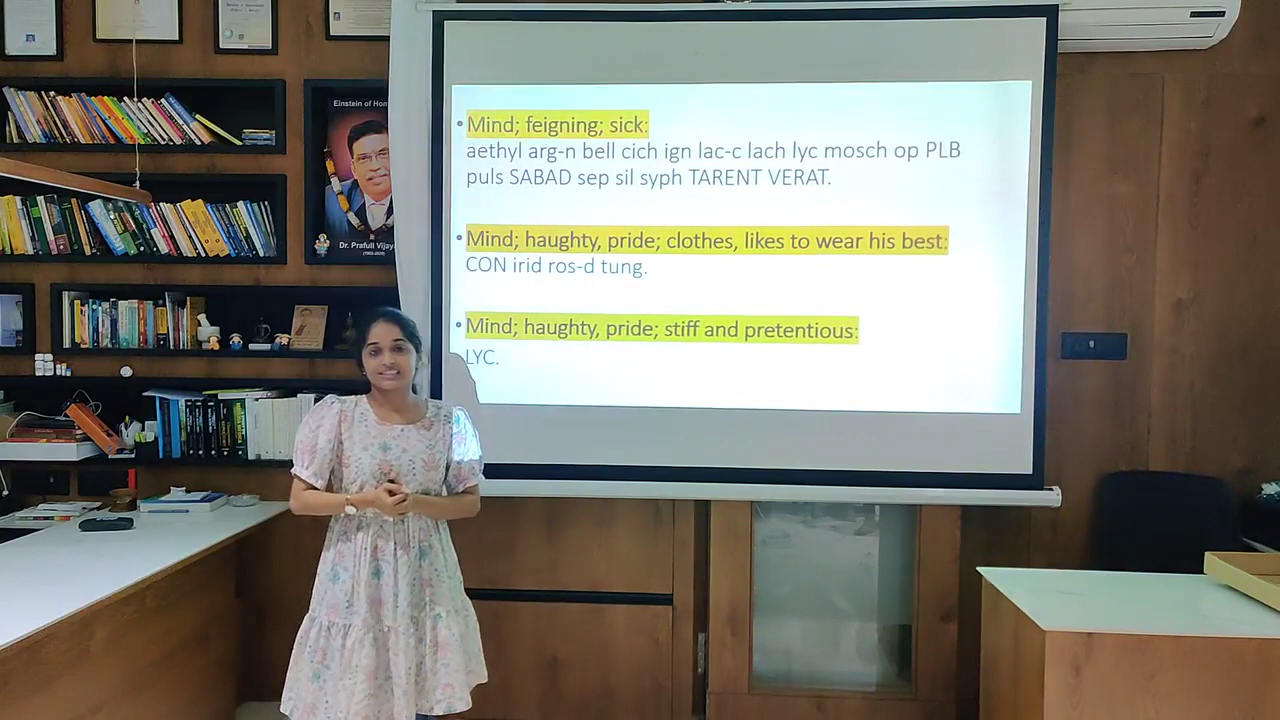 Einstein of Hom
Dr. Prafull Vijay
(1952-2020)
• Mind; feigning; sick:
aethyl arg-n bell cich ign lac-c lach lyc mosch op PLB
puls SABAD sep sil syph TARENT VERAT.
• Mind; haughty, pride; clothes, likes to wear his best:
CON irid ros-d tung.
• Mind; haughty, pride; stiff and pretentious:
LYC.